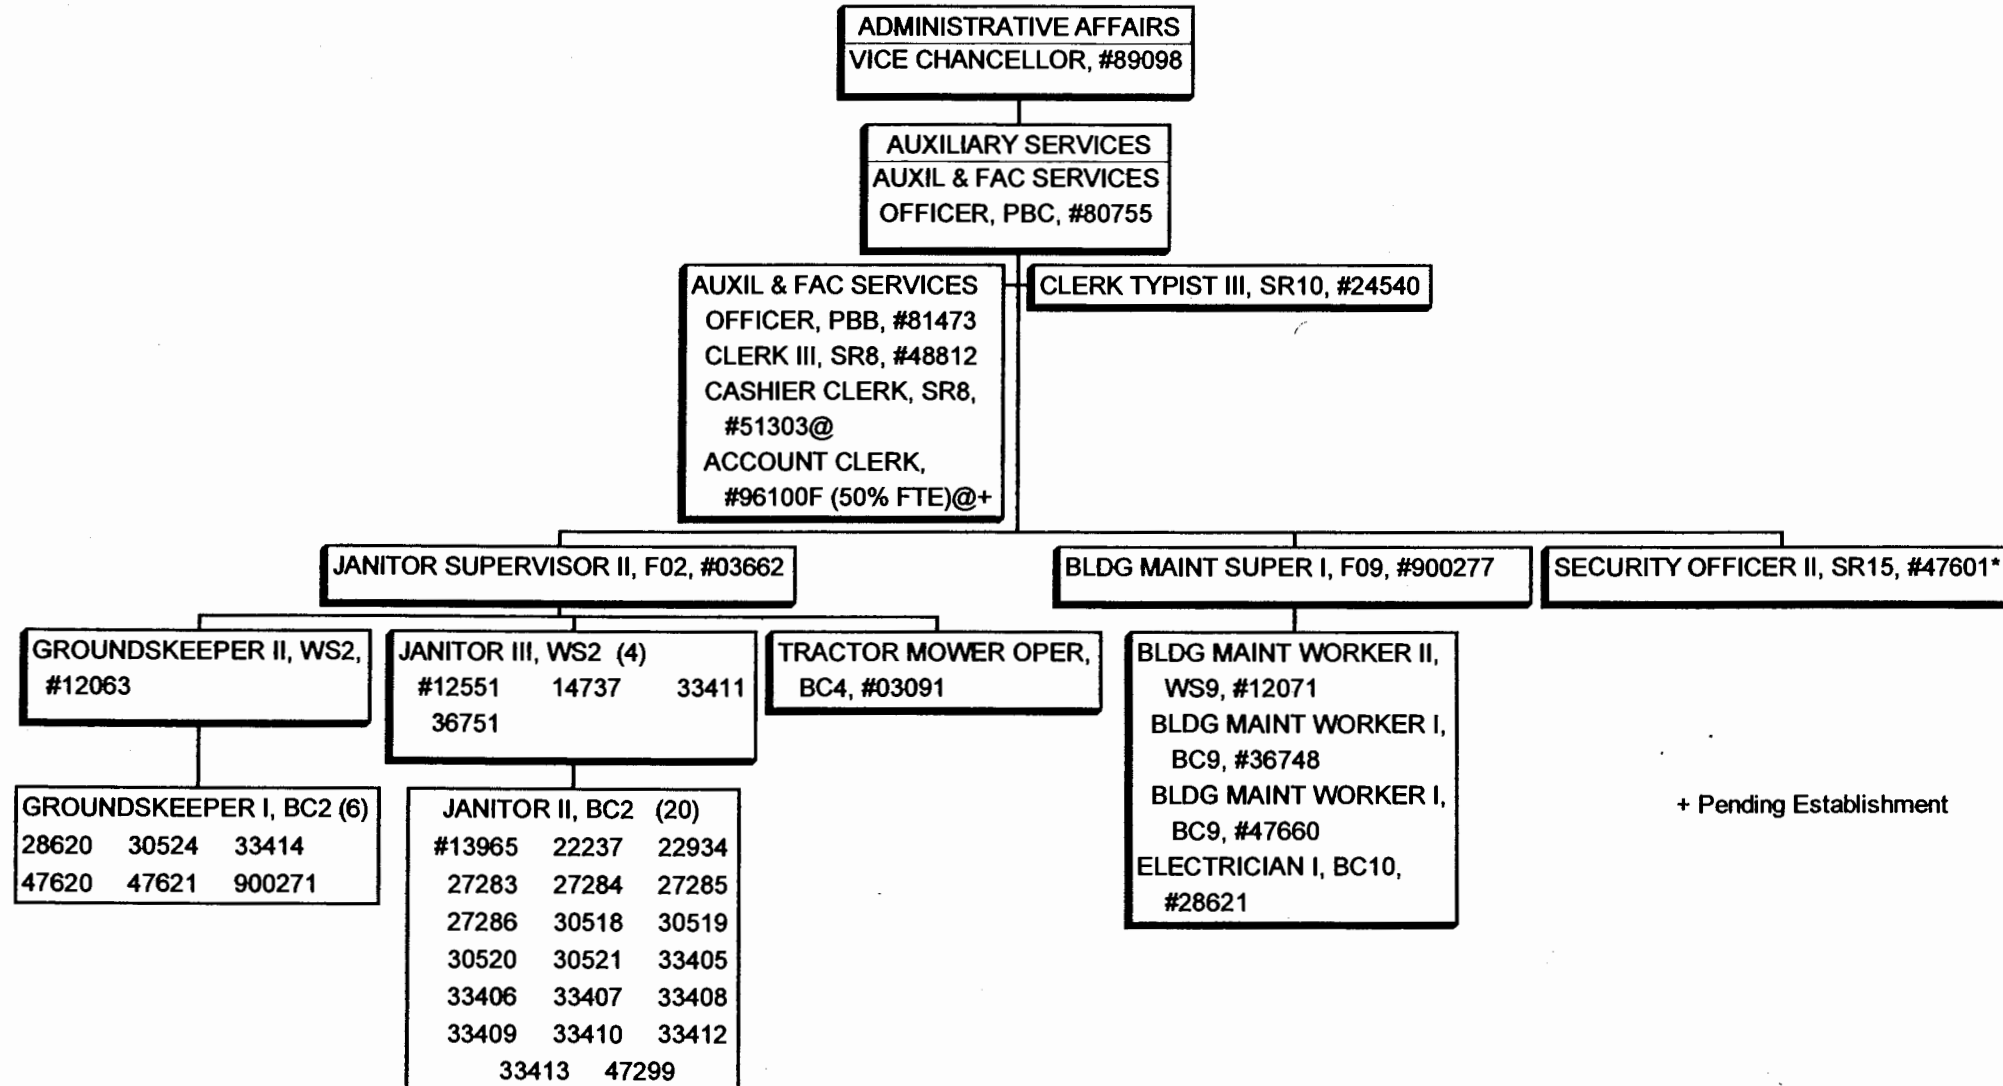 ADMINISTRATIVE AFFAIRS
VICE CHANCELLOR, #89098
AUXILIARY SERVICES
AUXIL & FAC SERVICES
OFFICER, PBC, #80755
AUXIL & FAC SERVICES
OFFICER, PBB, #81473
CLERK III, SR8, #48812
CASHIER CLERK, SR8,
#51303@
ACCOUNT CLERK,
#96100F (50% FTE)@+
CLERK TYPIST III, SR10, #24540
JANITOR SUPERVISOR II, F02, #03662
BLDG MAINT SUPER I, F09, #900277
SECURITY OFFICER II, SR15, #47601*
GROUNDSKEEPER II, WS2,
#12063
JANITOR III, WS2 (4)
#12551 14737 33411
36751
TRACTOR MOWER OPER,
BC4, #03091
BLDG MAINT WORKER II,
WS9, #12071
BLDG MAINT WORKER I,
BC9, #36748
BLDG MAINT WORKER I,
BC9, #47660
ELECTRICIAN I, BC10,
#28621
GROUNDSKEEPER I, BC2 (6)
28620 30524 33414
47620 47621 900271
JANITOR II, BC2 (20)
#13965 22237 22934
27283 27284 27285
27286 30518 30519
30520 30521 33405
33406 33407 33408
33409 33410 33412
33413 47299
+ Pending Establishment